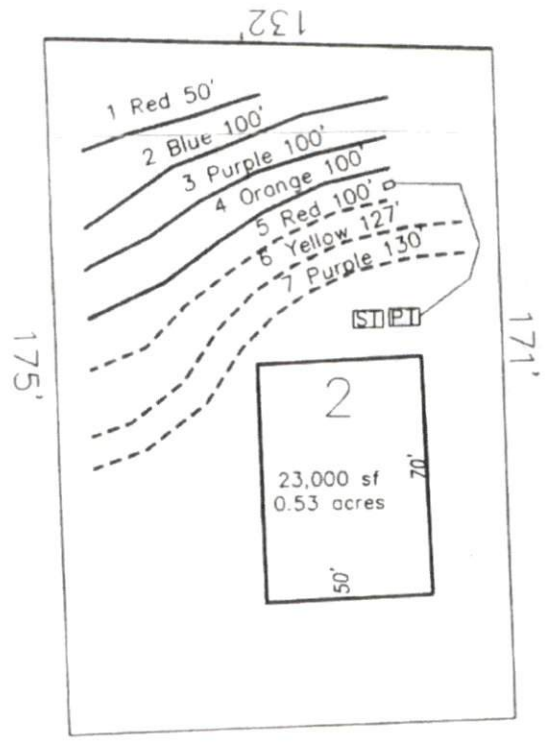 132'
1 Red 50'
2 Blue 100'
3 Purple 100'
4 Orange 100'
5 Red 100'
6 Yellow 127'
7 Purple 130'
ST PT
175'
171'
2
23,000 sf
0.53 acres
70'
50'